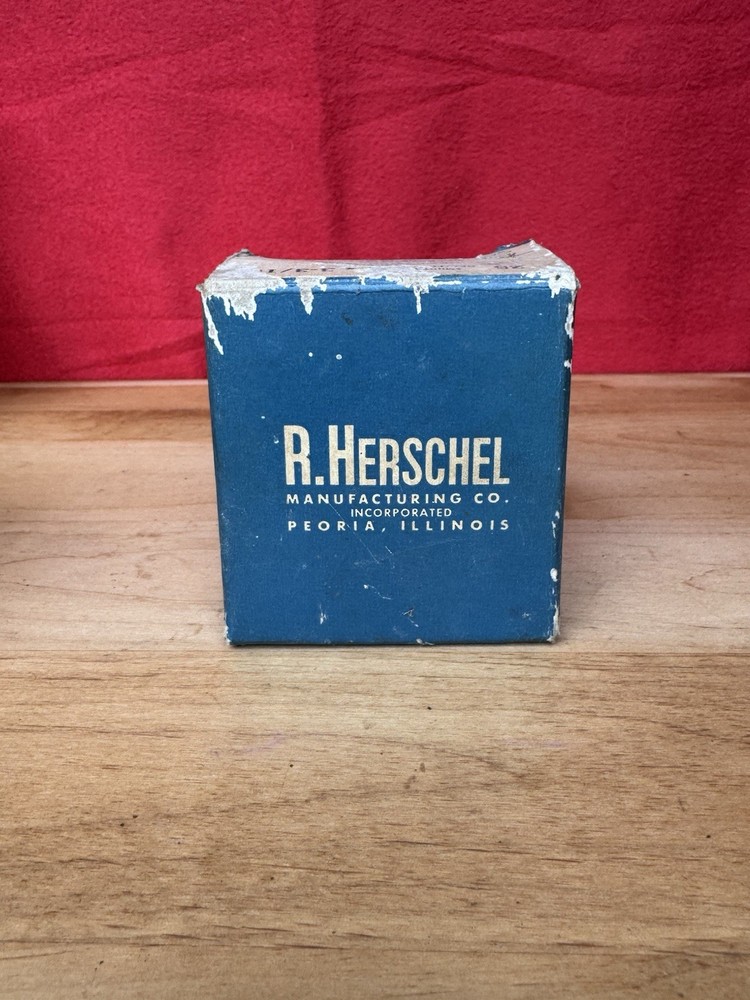 R. HERSCHEL
MANUFACTURING CO.
INCORPORATED
PEORIA, ILLINOIS